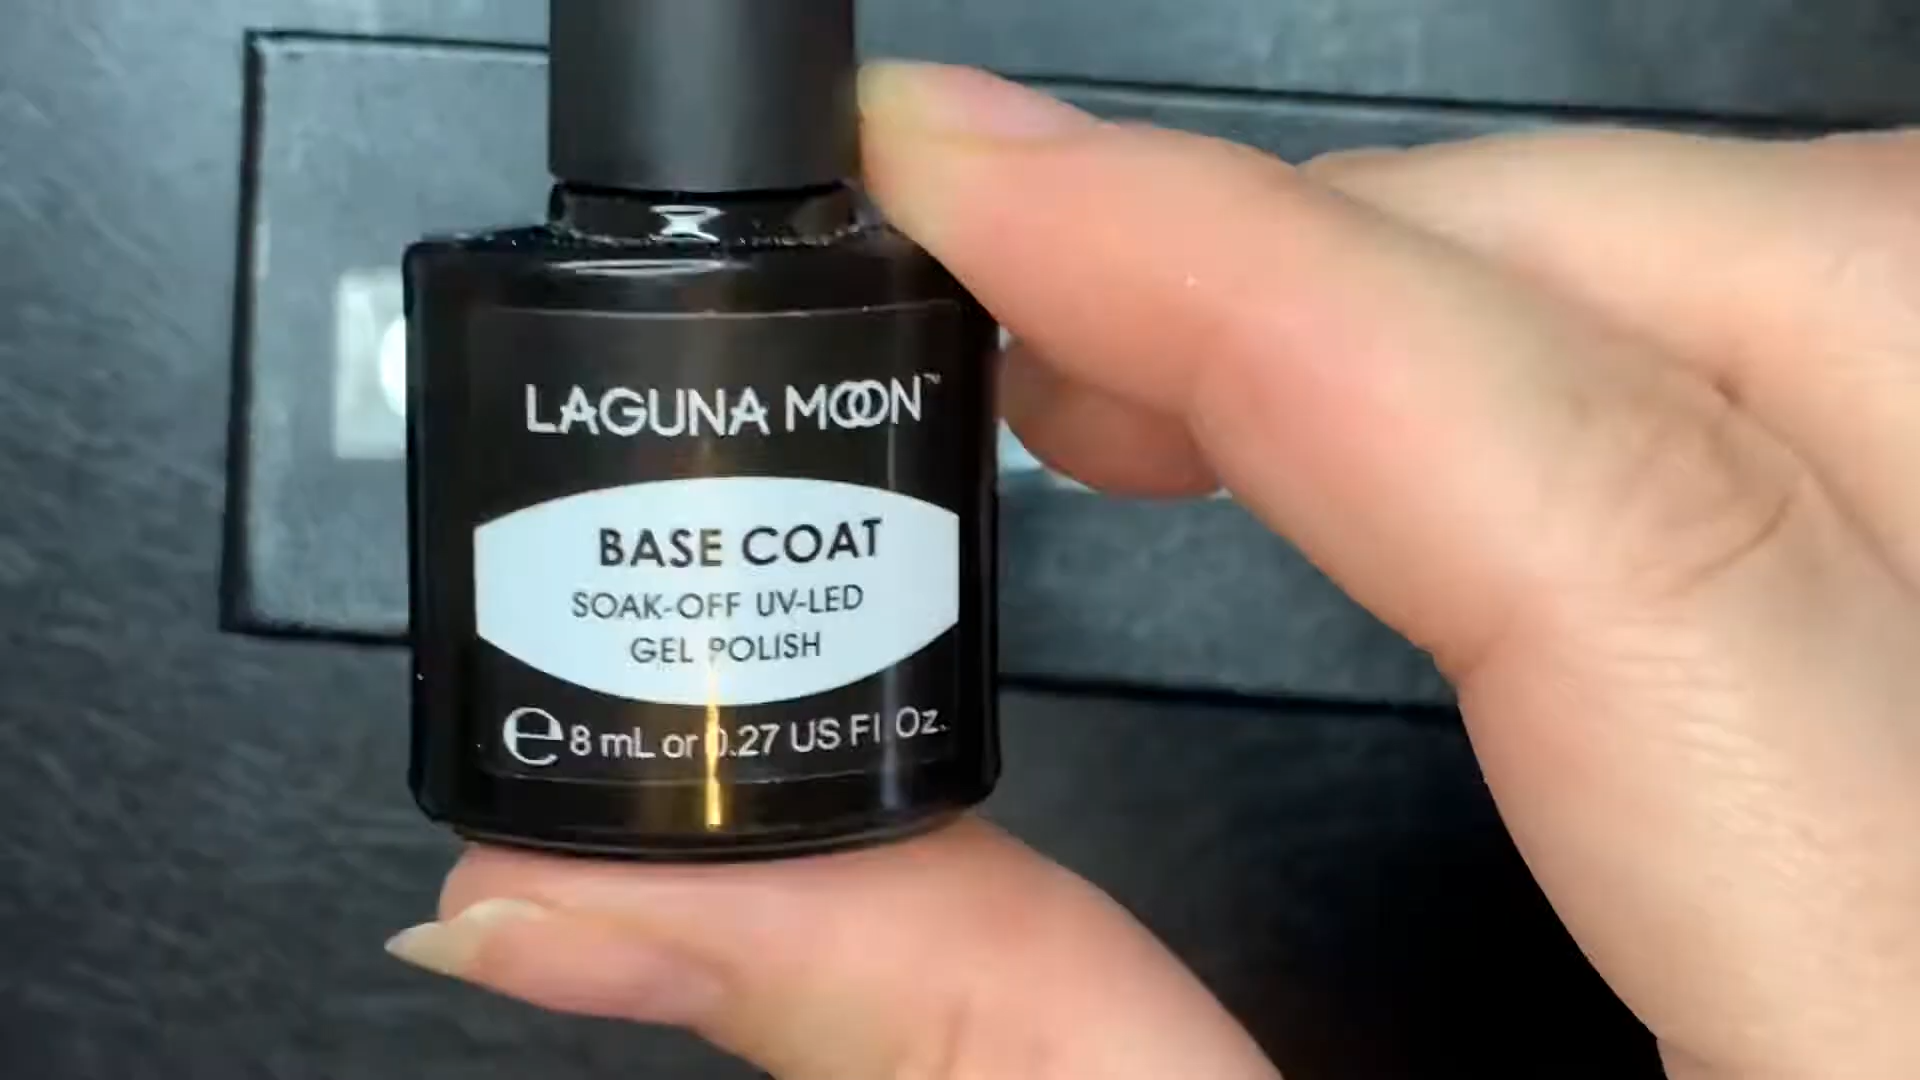 LAGUNA MOON™
BASE COAT
SOAK-OFF UV-LED
GEL POLISH
℮ 8 mL or 0.27 US Fl. Oz.